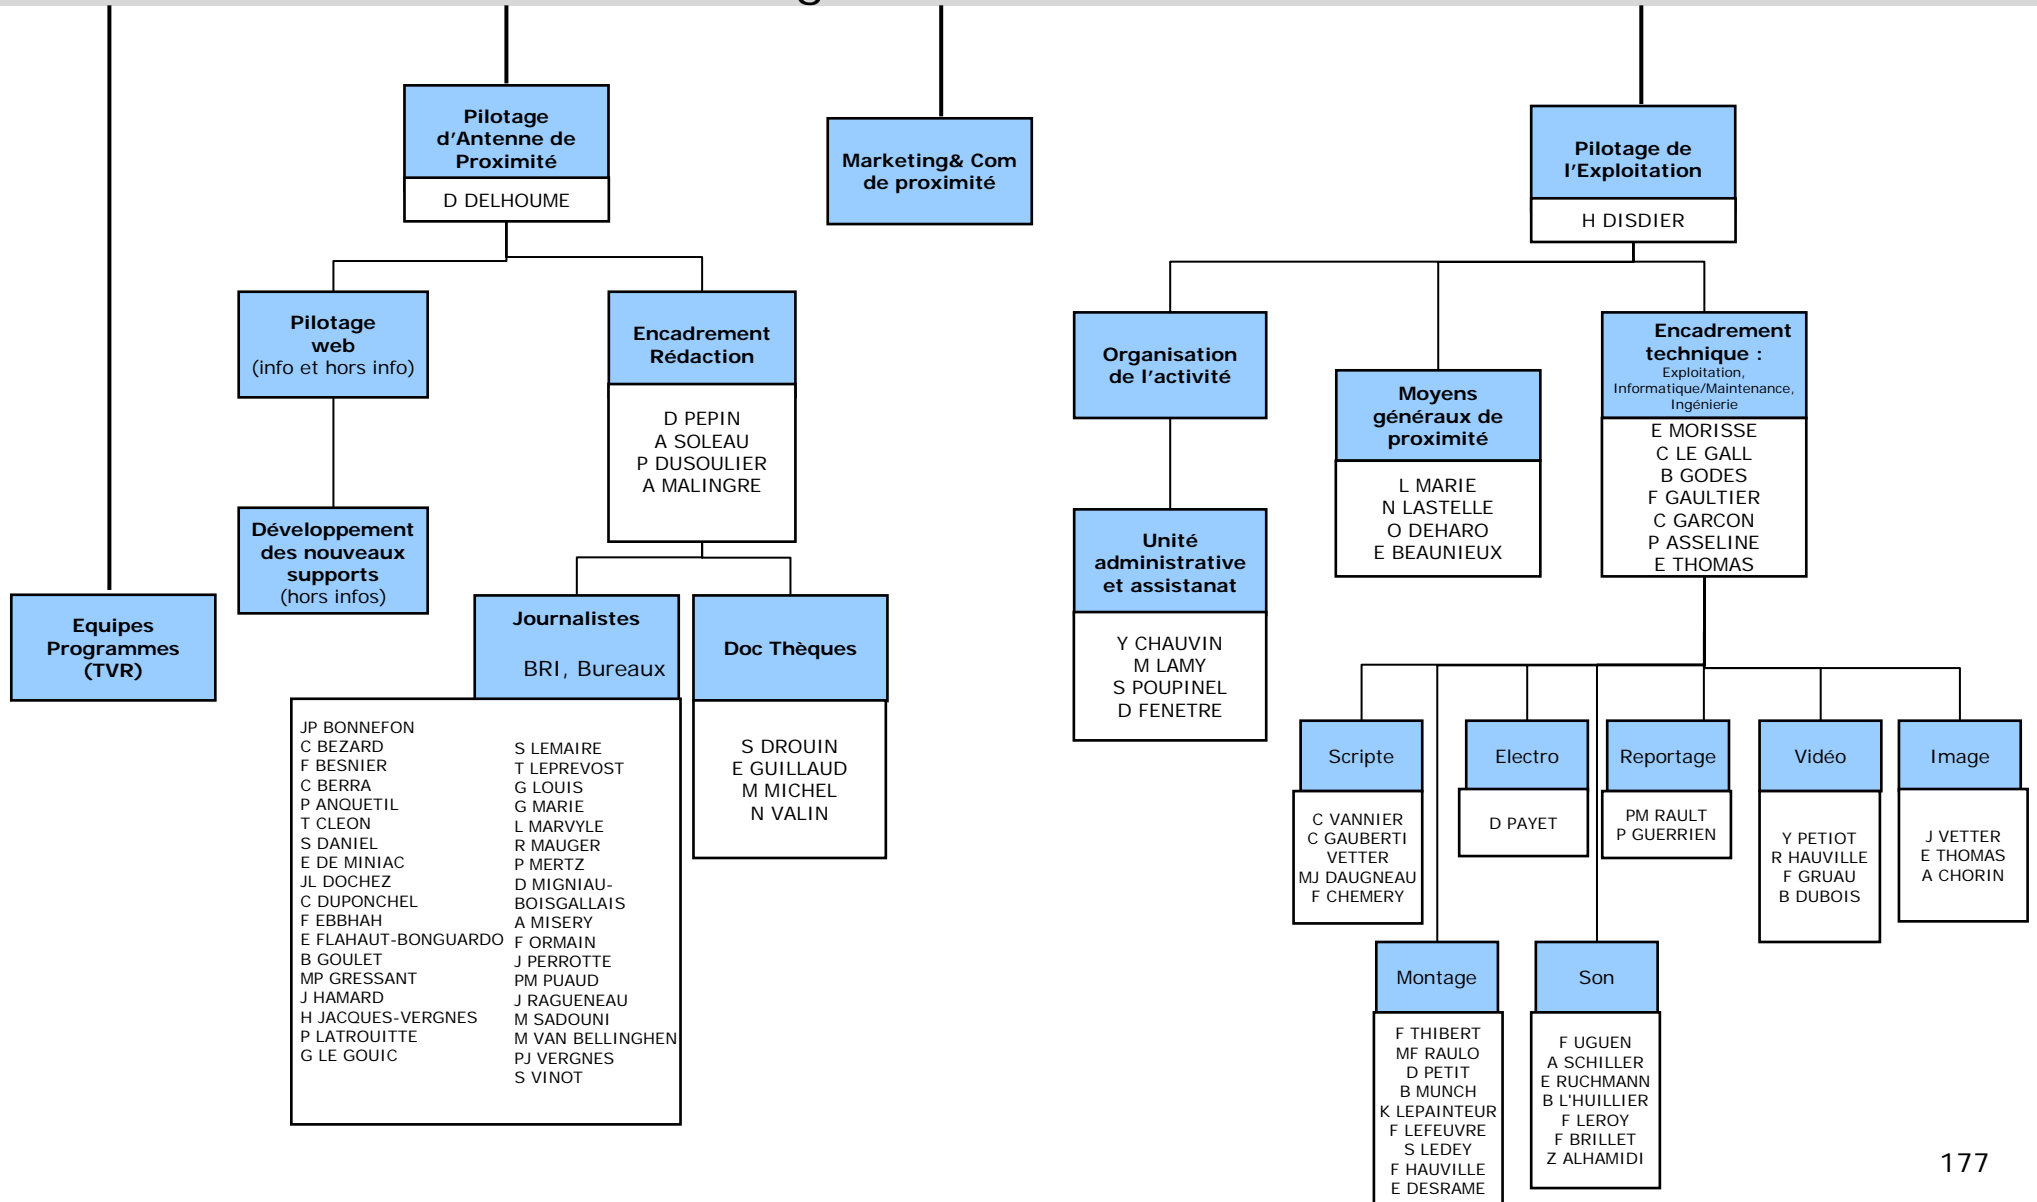 g
Pilotage
d'Antenne de
Proximité
D DELHOUME
Marketing& Com
de proximité
Pilotage de
l'Exploitation
H DISDIER
Pilotage
web
(info et hors info)
Encadrement
Rédaction
D PEPIN
A SOLEAU
P DUSOULIER
A MALINGRE
Organisation
de l'activité
Moyens
généraux de
proximité
L MARIE
N LASTELLE
O DEHARO
E BEAUNIEUX
Encadrement
technique :
Exploitation,
Informatique/Maintenance,
Ingénierie
E MORISSE
C LE GALL
B GODES
F GAULTIER
C GARCON
P ASSELINE
E THOMAS
Développement
des nouveaux
supports
(hors infos)
Unité
administrative
et assistanat
Y CHAUVIN
M LAMY
S POUPINEL
D FENETRE
Equipes
Programmes
(TVR)
Journalistes
BRI, Bureaux
JP BONNEFON
C BEZARD
F BESNIER
C BERRA
P ANQUETIL
T CLEON
S DANIEL
E DE MINIAC
JL DOCHEZ
C DUPONCHEL
F EBBHAH
E FLAHAUT-BONGUARDO
B GOULET
MP GRESSANT
J HAMARD
H JACQUES-VERGNES
P LATROUITTE
G LE GOUIC
S LEMAIRE
T LEPREVOST
G LOUIS
G MARIE
L MARVYLE
R MAUGER
P MERTZ
D MIGNIAU-
BOISGALLAIS
A MISERY
F ORMAIN
J PERROTTE
PM PUAUD
J RAGUENEAU
M SADOUNI
M VAN BELLINGHEN
PJ VERGNES
S VINOT
Doc Thèques
S DROUIN
E GUILLAUD
M MICHEL
N VALIN
Scripte
C VANNIER
C GAUBERTI
VETTER
MJ DAUGNEAU
F CHEMERY
Electro
D PAYET
Reportage
PM RAULT
P GUERRIEN
Vidéo
Y PETIOT
R HAUVILLE
F GRUAU
B DUBOIS
Image
J VETTER
E THOMAS
A CHORIN
Montage
F THIBERT
MF RAULO
D PETIT
B MUNCH
K LEPAINTEUR
F LEFEUVRE
S LEDEY
F HAUVILLE
E DESRAME
Son
F UGUEN
A SCHILLER
E RUCHMANN
B L'HUILLIER
F LEROY
F BRILLET
Z ALHAMIDI
177